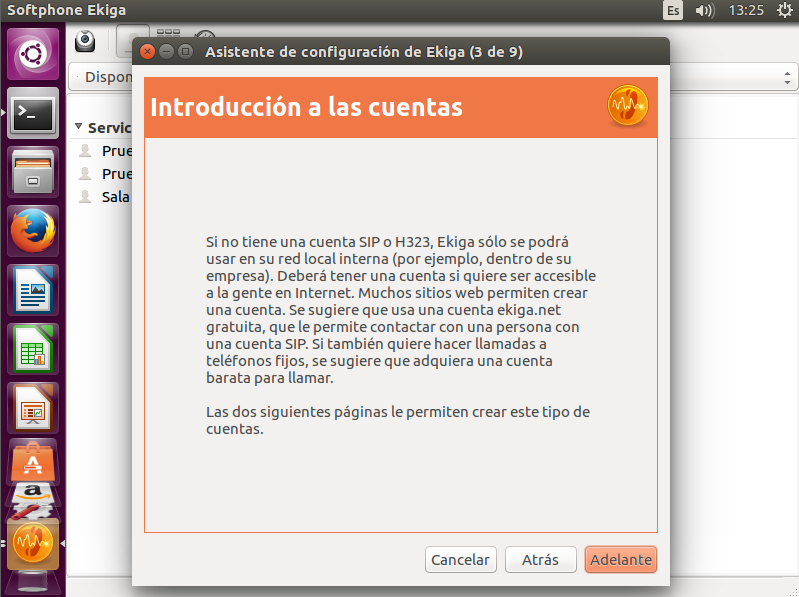 Softphone Ekiga
Es
13:25
Asistente de configuración de Ekiga (3 de 9)
Dispon
Introducción a las cuentas
Servic
Prue
Prue
Sala
Si no tiene una cuenta SIP o H323, Ekiga sólo se podrá
usar en su red local interna (por ejemplo, dentro de su
empresa). Deberá tener una cuenta si quiere ser accesible
a la gente en Internet. Muchos sitios web permiten crear
una cuenta. Se sugiere que usa una cuenta ekiga.net
gratuita, que le permite contactar con una persona con
una cuenta SIP. Si también quiere hacer llamadas a
teléfonos fijos, se sugiere que adquiera una cuenta
barata para llamar.
Las dos siguientes páginas le permiten crear este tipo de
cuentas.
Cancelar
Atrás
Adelante